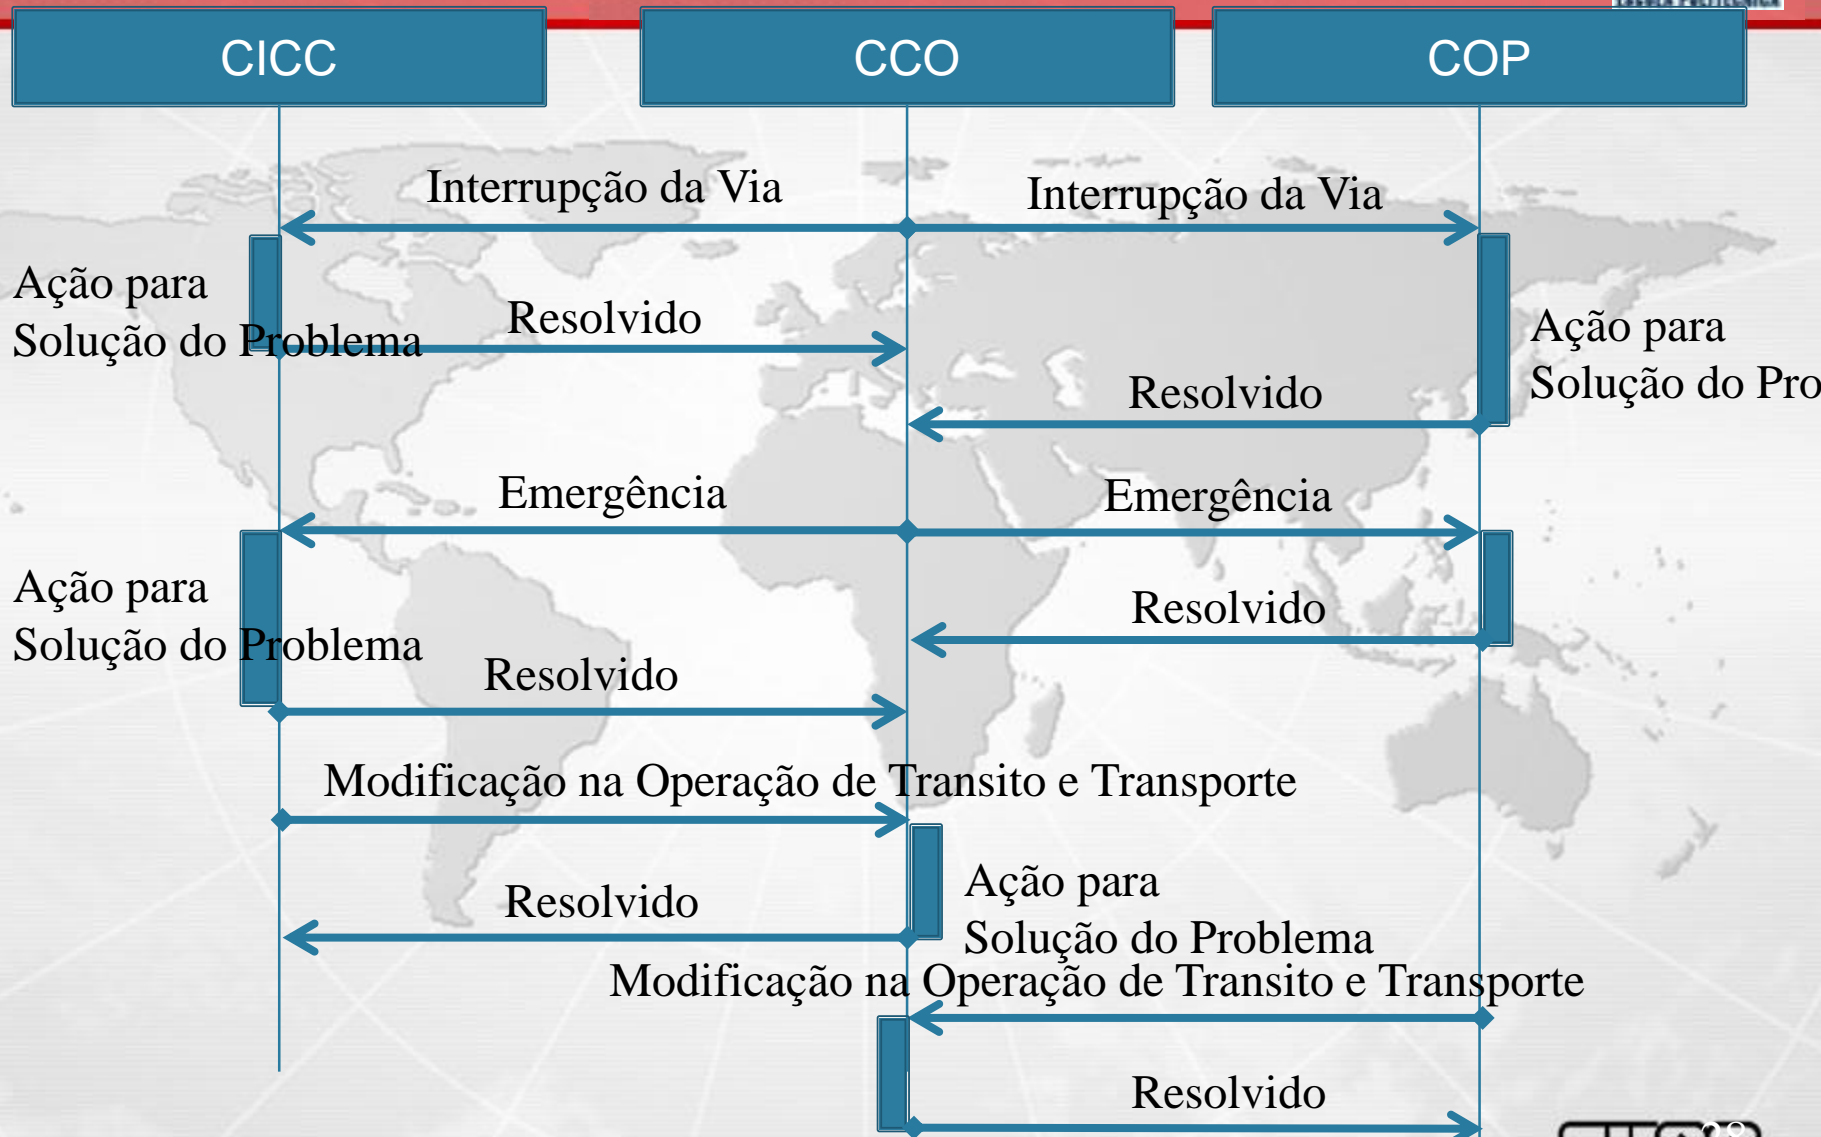 CICC
CCO
COP
Interrupção da Via
Interrupção da Via
Ação para
Solução do Problema
Resolvido
Ação para
Solução do Pro
Resolvido
Emergência
Emergência
Ação para
Solução do Problema
Resolvido
Resolvido
Modificação na Operação de Transito e Transporte
Resolvido
Ação para
Solução do Problema
Modificação na Operação de Transito e Transporte
Resolvido